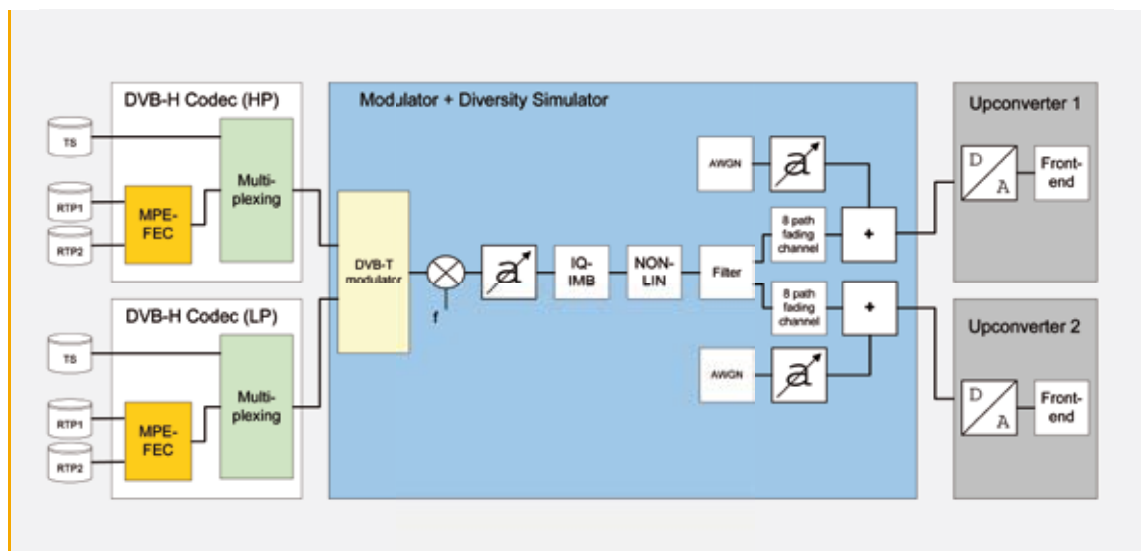 DVB-H Codec (HP)
TS
RTP1
RTP2
MPE-
FEC
Multi-
plexing
DVB-H Codec (LP)
TS
RTP1
RTP2
MPE-
FEC
Multi-
plexing
Modulator + Diversity Simulator
DVB-T
modulator
f
a
IQ-
IMB
NON-
LIN
Filter
AWGN
a
8 path
fading
channel
+
8 path
fading
channel
+
AWGN
a
Upconverter 1
D
A
Front-
end
Upconverter 2
D
A
Front-
end